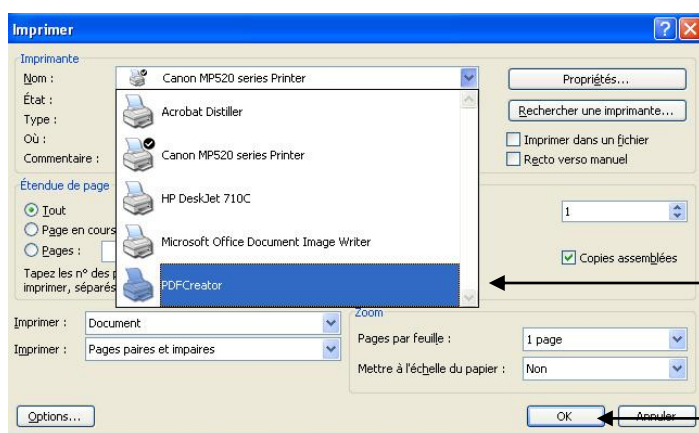 Imprimer
Imprimante
Nom :
Canon MP520 series Printer
Propriétés...
État :
Acrobat Distiller
Rechercher une imprimante...
Type :
Où :
Imprimer dans un fichier
Canon MP520 series Printer
Commentaire :
Recto verso manuel
Étendue de page
HP DeskJet 710C
Tout
1
Page en cours
Microsoft Office Document Image Writer
Pages :
Copies assemblées
Tapez les n° des
PDFCreator
imprimer, séparés
Zoom
Imprimer :
Document
Pages par feuille :
1 page
Imprimer :
Pages paires et impaires
Mettre à l'échelle du papier :
Non
Options...
OK
Annuler